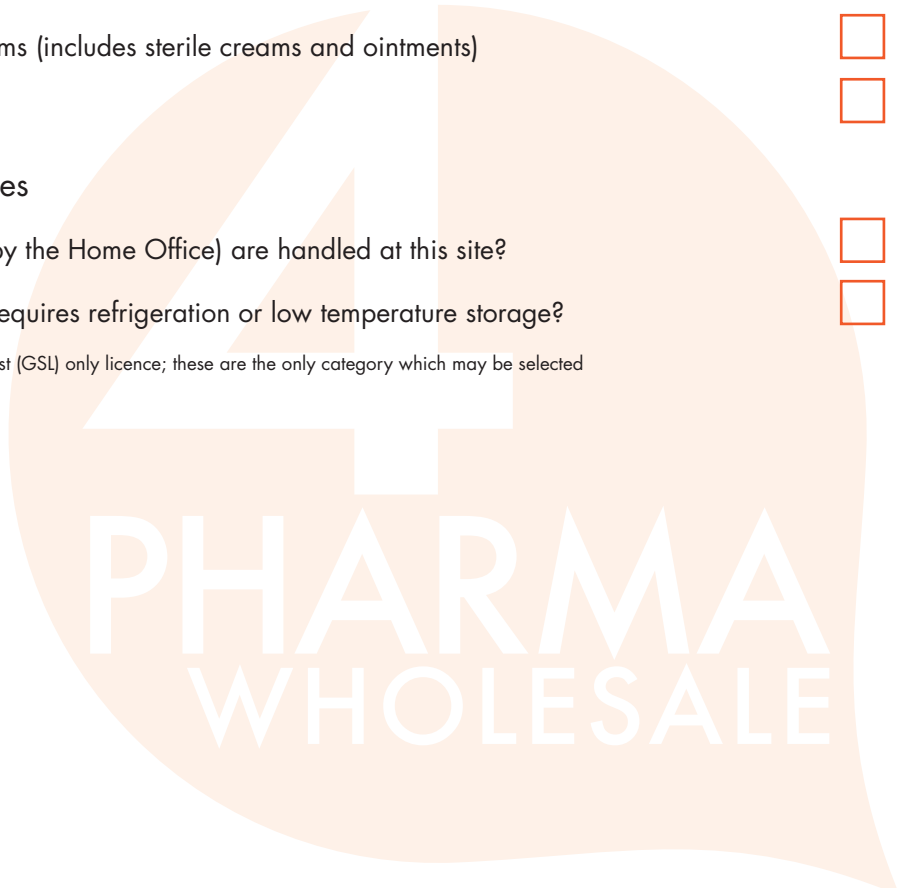 ms (includes sterile creams and ointments)
es
by the Home Office) are handled at this site?
equires refrigeration or low temperature storage?
st (GSL) only licence; these are the only category which may be selected
4
PHARMA
WHOLESALE